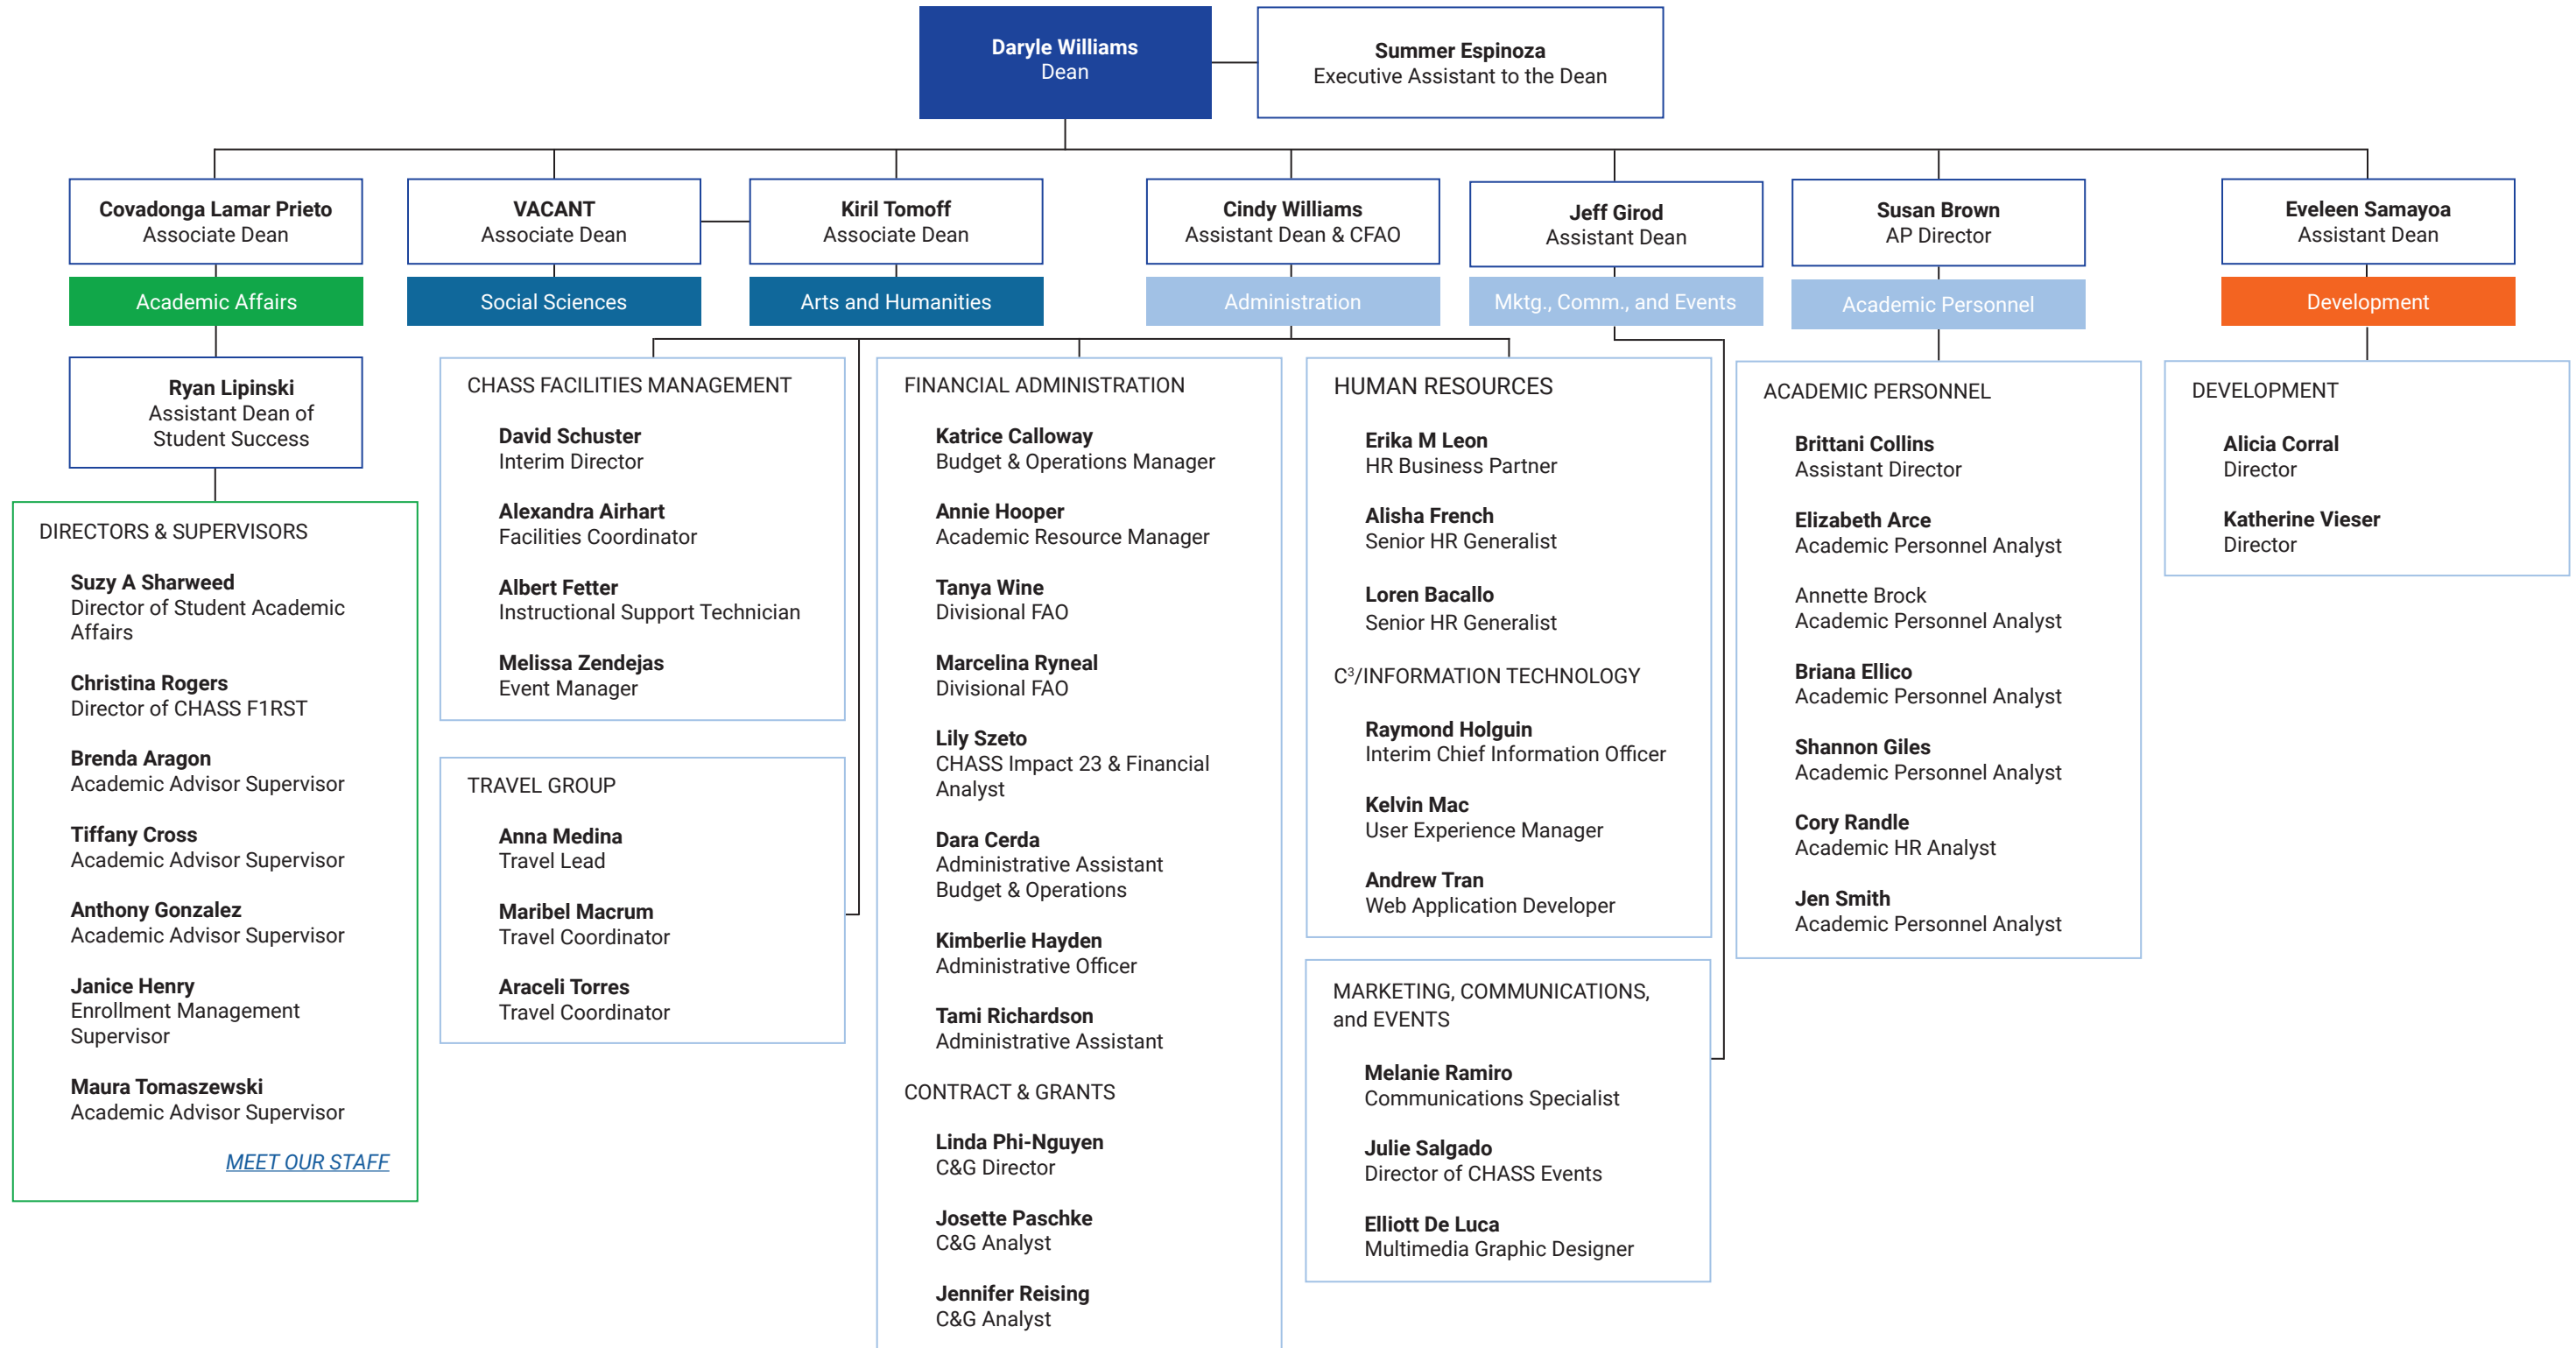 Daryle Williams
Dean
Summer Espinoza
Executive Assistant to the Dean
Covadonga Lamar Prieto
Associate Dean
Academic Affairs
VACANT
Associate Dean
Social Sciences
Kiril Tomoff
Associate Dean
Arts and Humanities
Cindy Williams
Assistant Dean & CFAO
Administration
Jeff Girod
Assistant Dean
Mktg., Comm., and Events
Susan Brown
AP Director
Academic Personnel
Eveleen Samayoa
Assistant Dean
Development
Ryan Lipinski
Assistant Dean of
Student Success
DIRECTORS & SUPERVISORS
Suzy A Sharweed
Director of Student Academic
Affairs
Christina Rogers
Director of CHASS F1RST
Brenda Aragon
Academic Advisor Supervisor
Tiffany Cross
Academic Advisor Supervisor
Anthony Gonzalez
Academic Advisor Supervisor
Janice Henry
Enrollment Management
Supervisor
Maura Tomaszewski
Academic Advisor Supervisor
MEET OUR STAFF
CHASS FACILITIES MANAGEMENT
David Schuster
Interim Director
Alexandra Airhart
Facilities Coordinator
Albert Fetter
Instructional Support Technician
Melissa Zendejas
Event Manager
TRAVEL GROUP
Anna Medina
Travel Lead
Maribel Macrum
Travel Coordinator
Araceli Torres
Travel Coordinator
FINANCIAL ADMINISTRATION
Katrice Calloway
Budget & Operations Manager
Annie Hooper
Academic Resource Manager
Tanya Wine
Divisional FAO
Marcelina Ryneal
Divisional FAO
Lily Szeto
CHASS Impact 23 & Financial
Analyst
Dara Cerda
Administrative Assistant
Budget & Operations
Kimberlie Hayden
Administrative Officer
Tami Richardson
Administrative Assistant
CONTRACT & GRANTS
Linda Phi-Nguyen
C&G Director
Josette Paschke
C&G Analyst
Jennifer Reising
C&G Analyst
HUMAN RESOURCES
Erika M Leon
HR Business Partner
Alisha French
Senior HR Generalist
Loren Bacallo
Senior HR Generalist
C³/INFORMATION TECHNOLOGY
Raymond Holguin
Interim Chief Information Officer
Kelvin Mac
User Experience Manager
Andrew Tran
Web Application Developer
MARKETING, COMMUNICATIONS,
and EVENTS
Melanie Ramiro
Communications Specialist
Julie Salgado
Director of CHASS Events
Elliott De Luca
Multimedia Graphic Designer
ACADEMIC PERSONNEL
Brittani Collins
Assistant Director
Elizabeth Arce
Academic Personnel Analyst
Annette Brock
Academic Personnel Analyst
Briana Ellico
Academic Personnel Analyst
Shannon Giles
Academic Personnel Analyst
Cory Randle
Academic HR Analyst
Jen Smith
Academic Personnel Analyst
DEVELOPMENT
Alicia Corral
Director
Katherine Vieser
Director